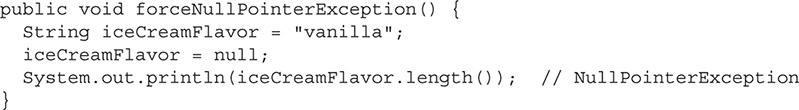 public void forceNullPointerException() {
  String iceCreamFlavor = "vanilla";
  iceCreamFlavor = null;
  System.out.println(iceCreamFlavor.length());  // NullPointerException
}